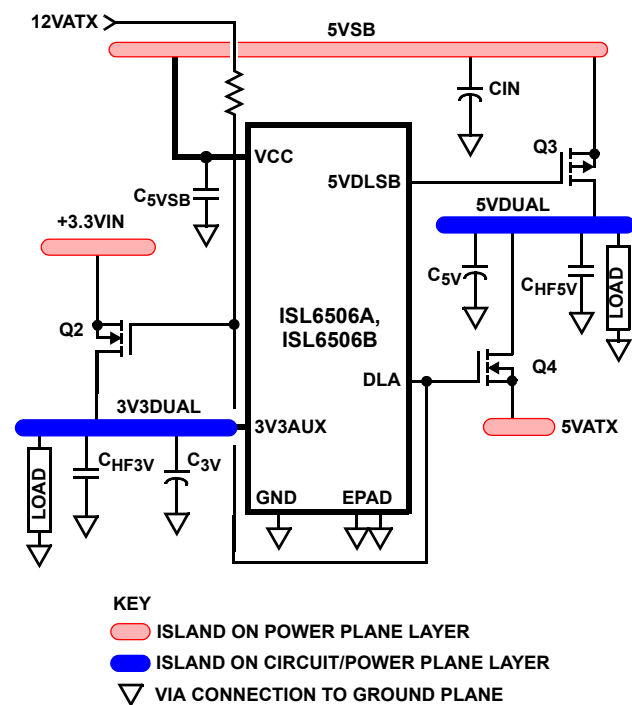 12VATX
5VSB
CIN
Q3
VCC
5VDLSB
C5VSB
5VDUAL
+3.3VIN
C5V
CHF5V
LOAD
ISL6506A,
ISL6506B
Q2
Q4
DLA
3V3DUAL
3V3AUX
5VATX
CHF3V
C3V
LOAD
GND
EPAD
KEY
ISLAND ON POWER PLANE LAYER
ISLAND ON CIRCUIT/POWER PLANE LAYER
VIA CONNECTION TO GROUND PLANE